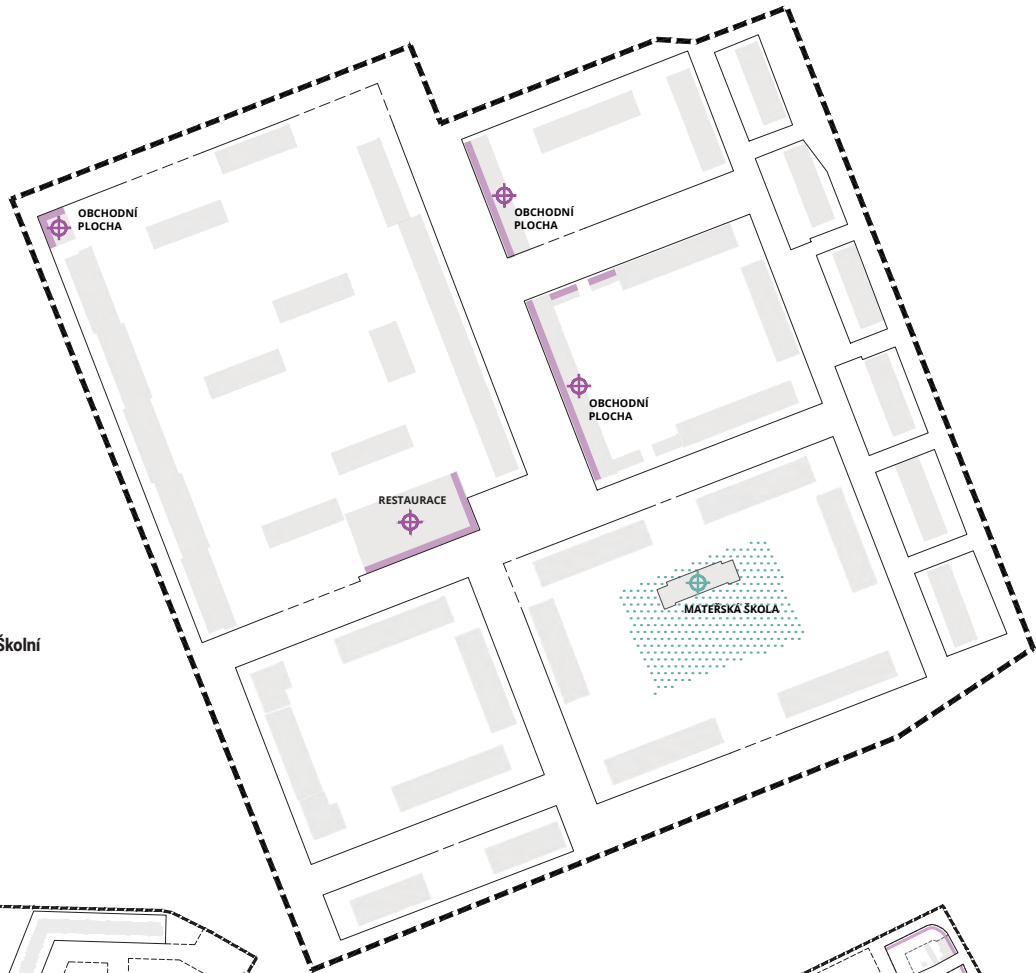 OBCHODNÍ
PLOCHA
OBCHODNÍ
PLOCHA
OBCHODNÍ
PLOCHA
RESTAURACE
MATEŘSKÁ ŠKOLA
Školní